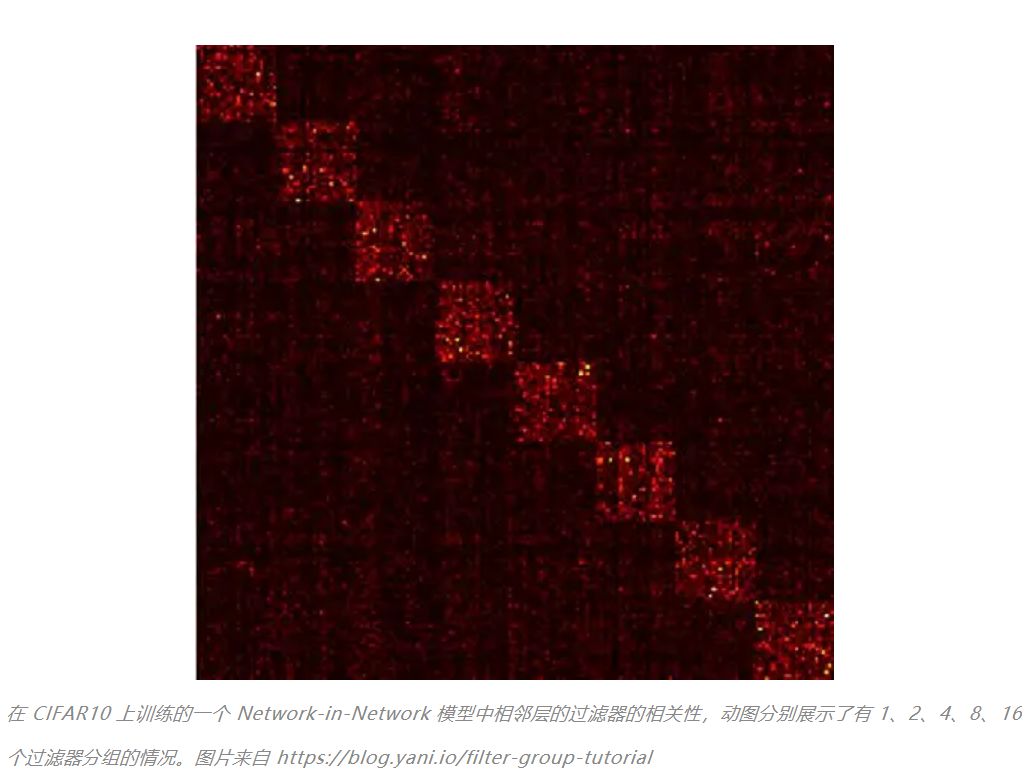 在 CIFAR10 上训练的一个 Network-in-Network 模型中相邻层的过滤器的相关性，动图分别展示了有 1、2、4、8、16
个过滤器分组的情况。图片来自 https://blog.yani.io/filter-group-tutorial